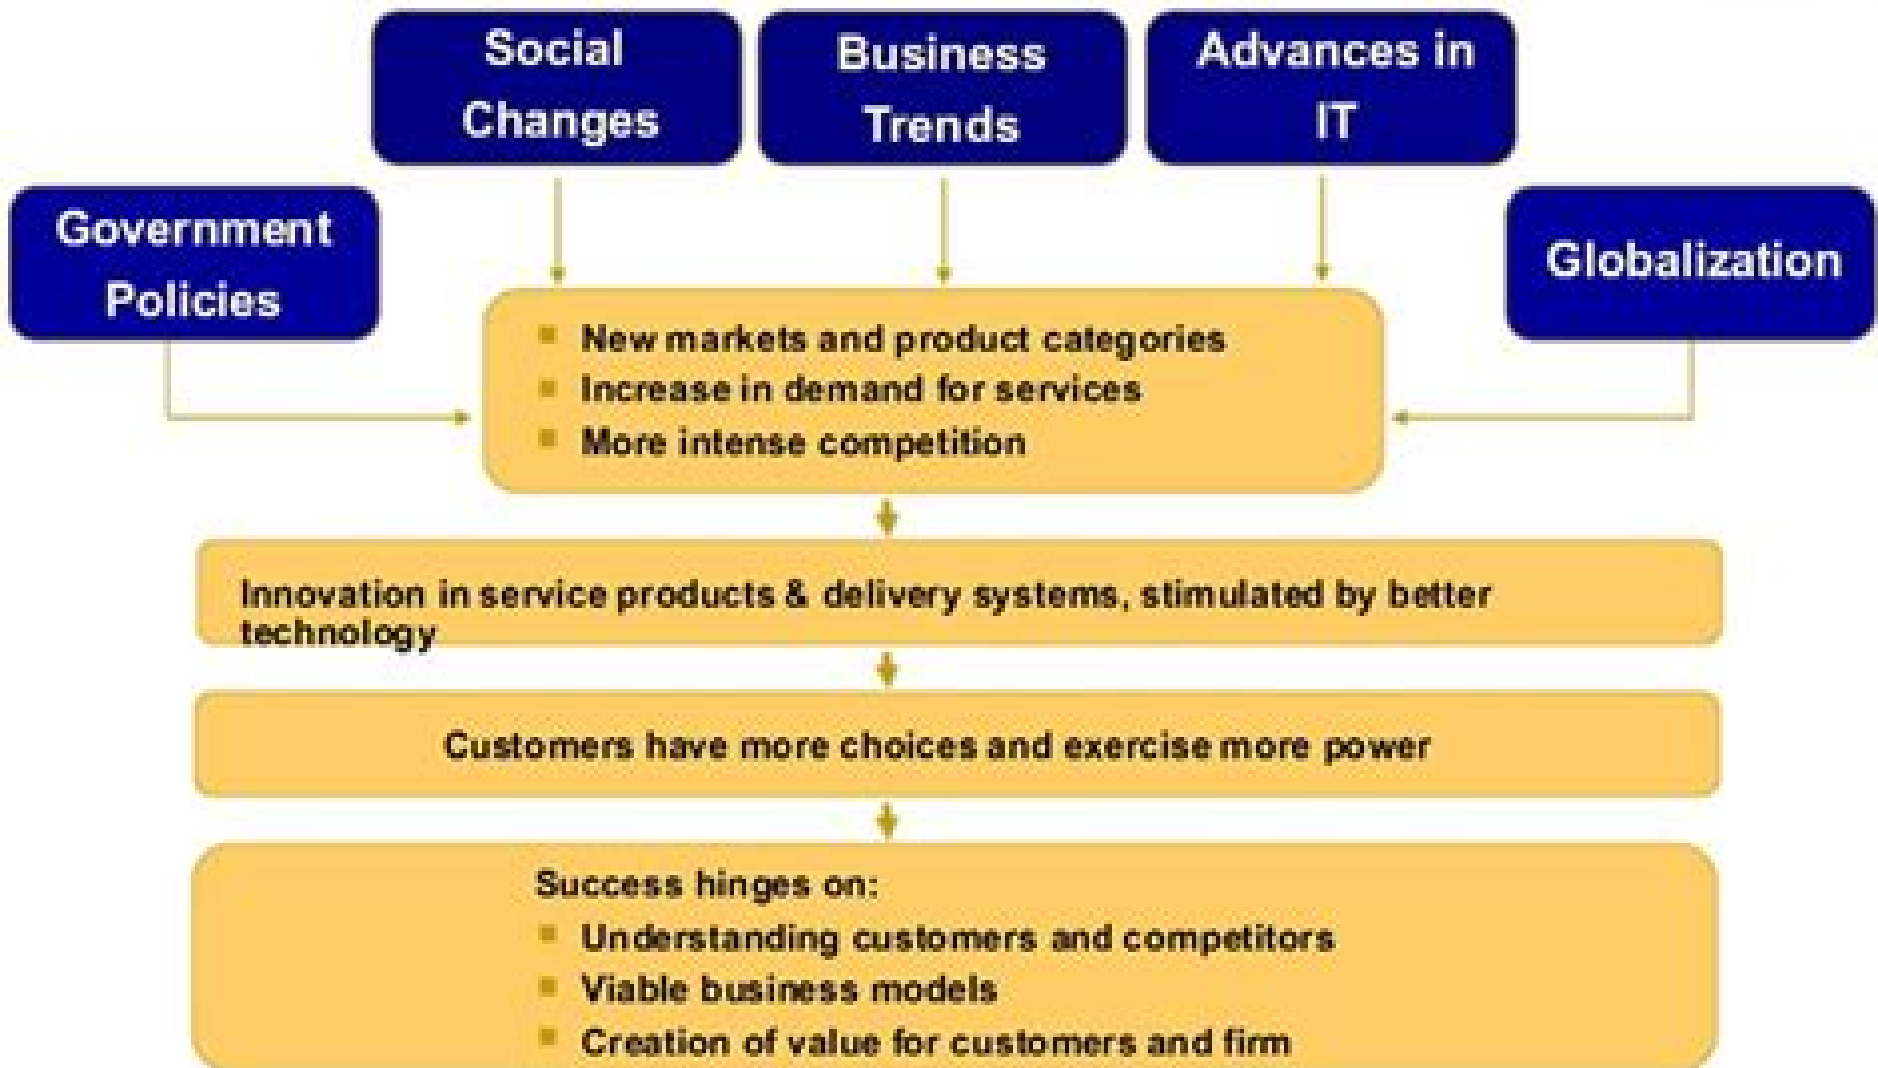 Social
Changes
Business
Trends
Advances in
IT
Government
Policies
Globalization
New markets and product categories
Increase in demand for services
More intense competition
Innovation in service products & delivery systems, stimulated by better
technology
Customers have more choices and exercise more power
Success hinges on:
Understanding customers and competitors
Viable business models
Creation of value for customers and firm